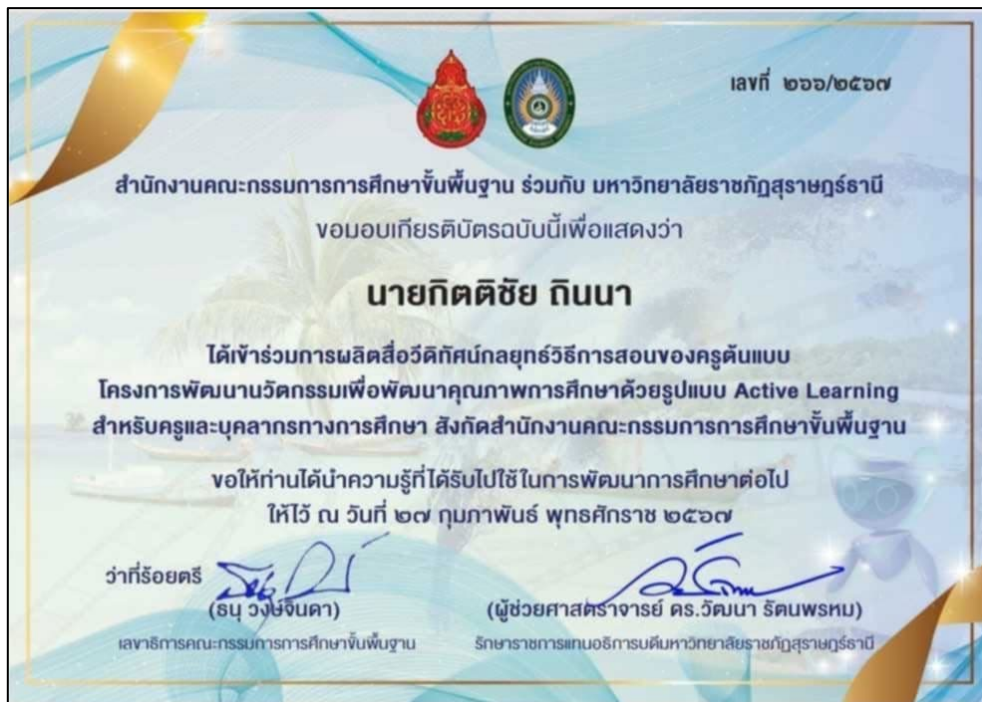 เลขที่ ๒๖๖/๒๕๖๗
สำนักงานคณะกรรมการการศึกษาขั้นพื้นฐาน ร่วมกับ มหาวิทยาลัยราชภัฏสุราษฎร์ธานี
ขอมอบเกียรติบัตรฉบับนี้เพื่อแสดงว่า
นายกิตติชัย ถินนา
ได้เข้าร่วมการผลิตสื่อวีดิทัศน์กลยุทธ์วิธีการสอนของครูต้นแบบ
โครงการพัฒนานวัตกรรมเพื่อพัฒนาคุณภาพการศึกษาด้วยรูปแบบ Active Learning
สำหรับครูและบุคลากรทางการศึกษา สังกัดสำนักงานคณะกรรมการการศึกษาขั้นพื้นฐาน
ขอให้ท่านได้นำความรู้ที่ได้รับไปใช้ในการพัฒนาการศึกษาต่อไป
ให้ไว้ ณ วันที่ ๒๗ กุมภาพันธ์ พุทธศักราช ๒๕๖๗
ว่าที่ร้อยตรี
(ธนุ วงษ์จินดา)
เลขาธิการคณะกรรมการการศึกษาขั้นพื้นฐาน
(ผู้ช่วยศาสตราจารย์ ดร.วัฒนา รัตนพรหม)
รักษาราชการแทนอธิการบดีมหาวิทยาลัยราชภัฏสุราษฎร์ธานี